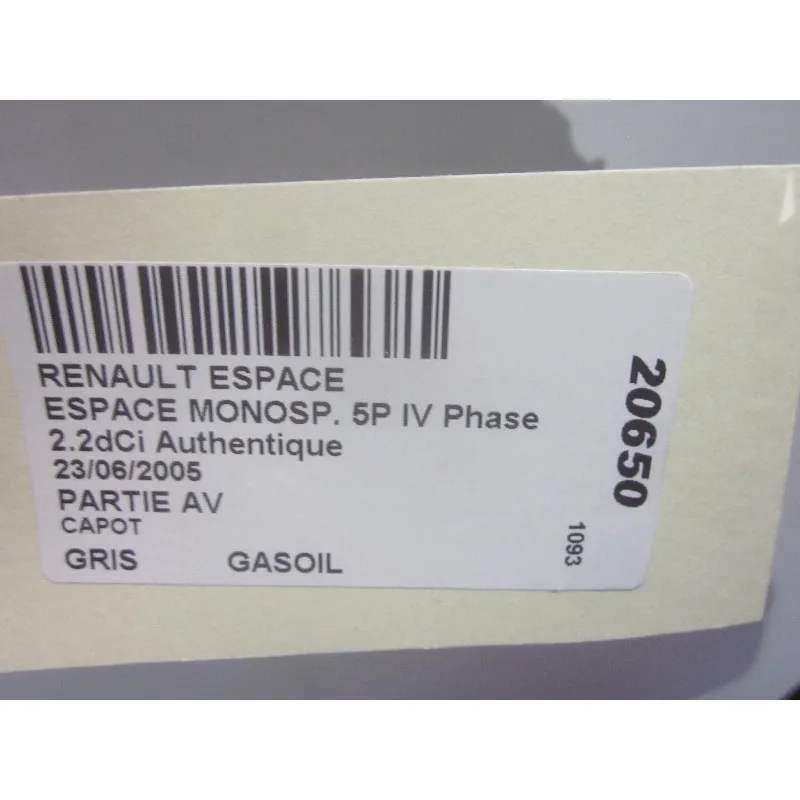 RENAULT ESPACE
ESPACE MONOSP. 5P IV Phase
2.2dCi Authentique
23/06/2005
PARTIE AV
CAPOT
GRIS GASOIL
20650
1093